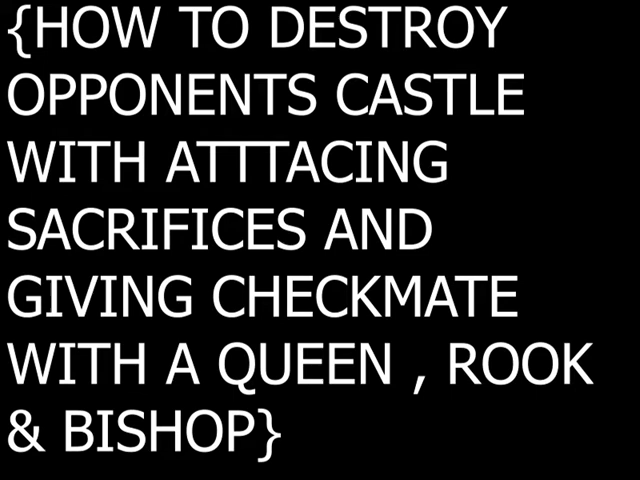 {HOW TO DESTROY
OPPONENTS CASTLE
WITH ATTTACING
SACRIFICES AND
GIVING CHECKMATE
WITH A QUEEN , ROOK
& BISHOP}